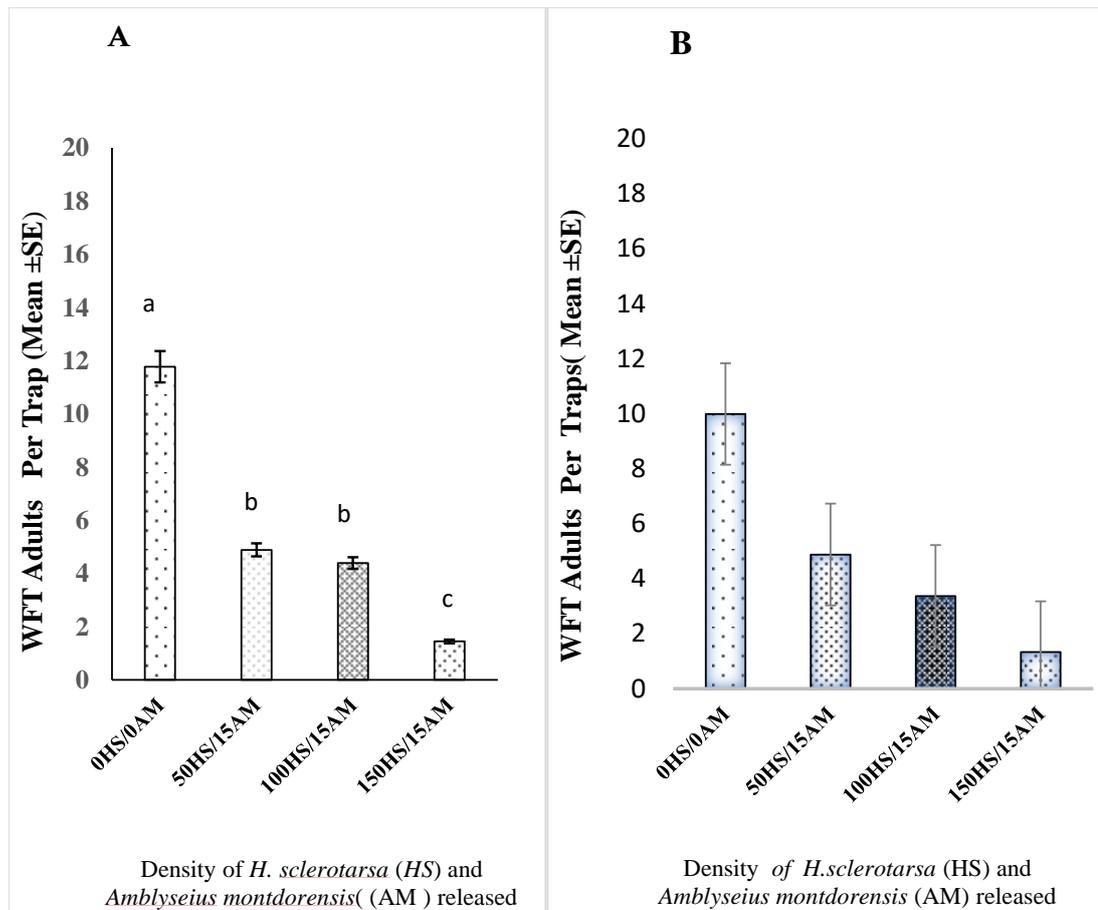 A
WFT Adults Per Trap (Mean ±SE)
20
18
16
14
12
10
8
6
4
2
0
a
b
b
c
0HS/0AM
50HS/15AM
100HS/15AM
150HS/15AM
Density of H. sclerotarsa (HS) and
Amblyseius montdorensis( (AM ) released
B
WFT Adults Per Traps( Mean ±SE)
20
18
16
14
12
10
8
6
4
2
0
0HS/0AM
50HS/15AM
100HS/15AM
150HS/15AM
Density of H.sclerotarsa (HS) and
Amblyseius montdorensis (AM) released